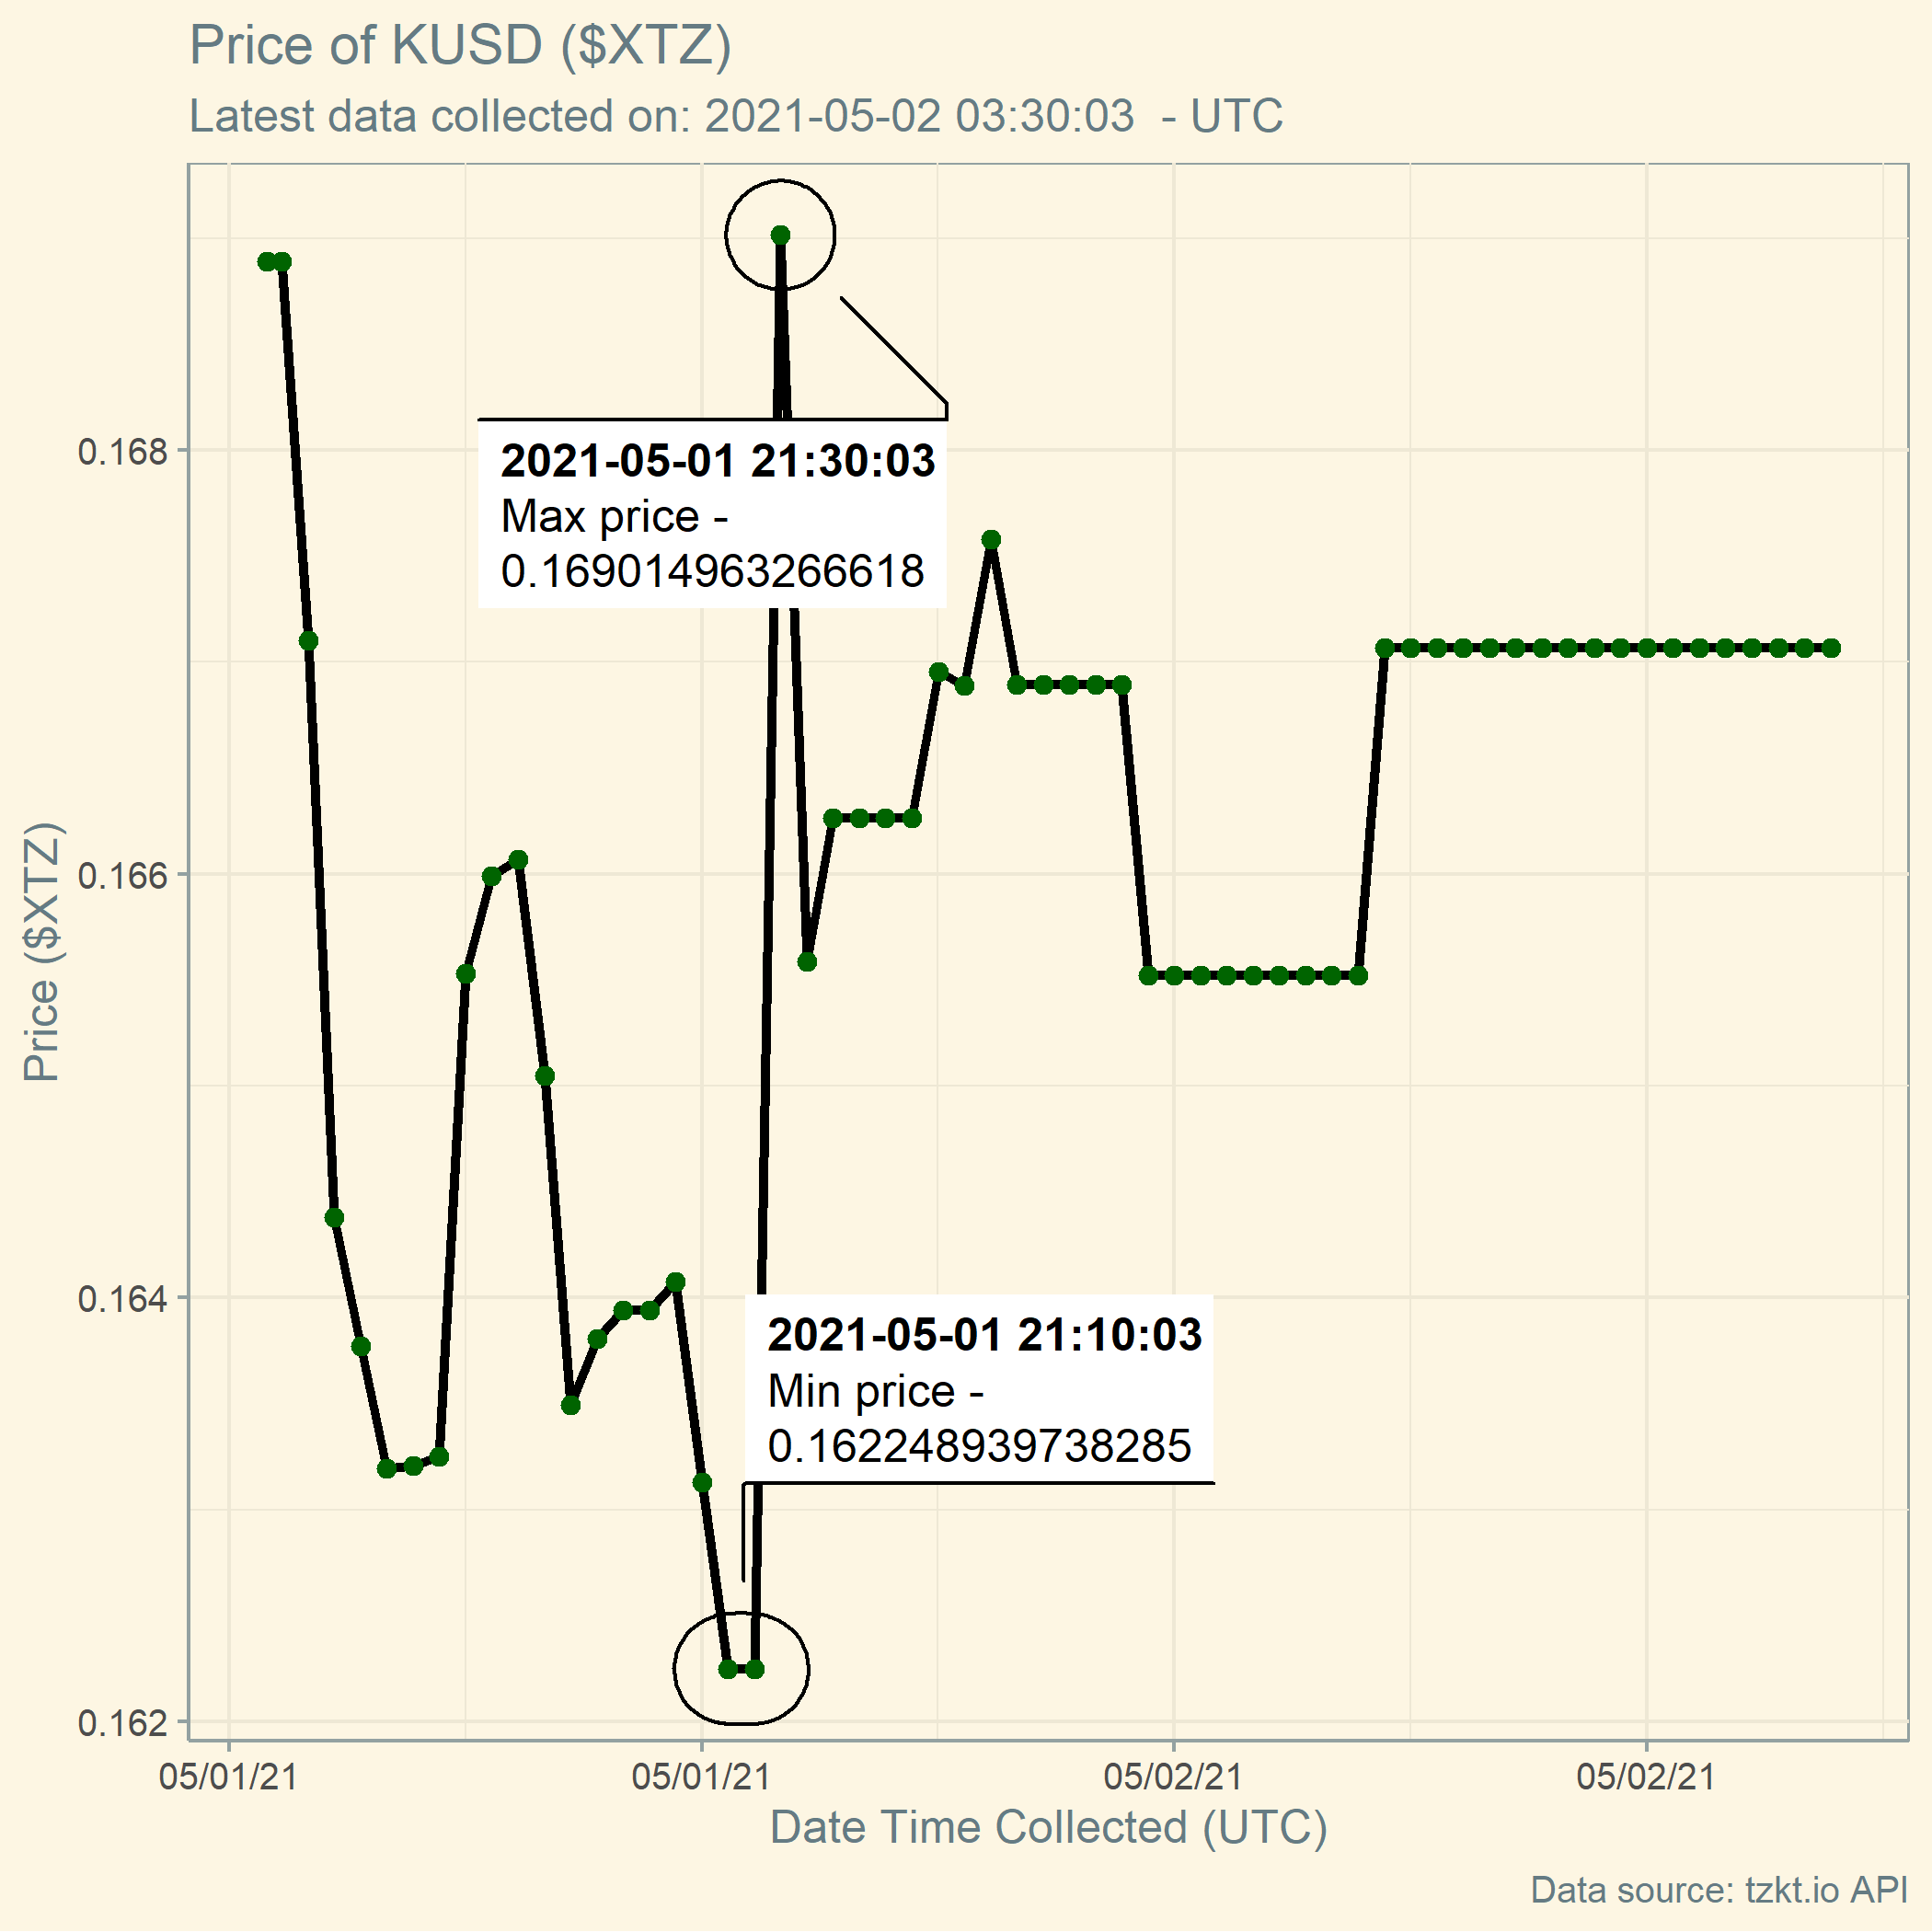 Price of KUSD ($XTZ)
Latest data collected on: 2021-05-02 03:30:03  - UTC
2021-05-01 21:30:03
Max price -
0.169014963266618
2021-05-01 21:10:03
Min price -
0.162248939738285
Price ($XTZ)
0.168
0.166
0.164
0.162
05/01/21 05/01/21 05/02/21 05/02/21
Date Time Collected (UTC)
Data source: tzkt.io API